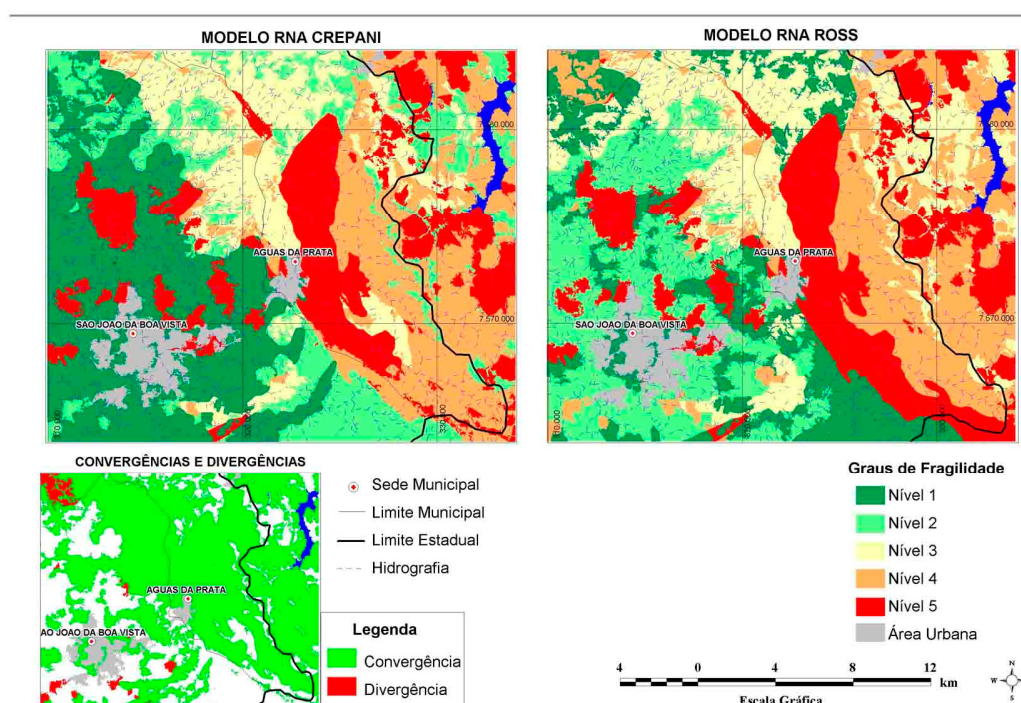 MODELO RNA CREPANI
MODELO RNA ROSS
AGUAS DA PRATA
SAO JOAO DA BOA VISTA
7.570.000
AGUAS DA PRATA
SAO JOAO DA BOA VISTA
7.570.000
CONVERGÊNCIAS E DIVERGÊNCIAS
AGUAS DA PRATA
AO JOAO DA BOA VISTA
Sede Municipal
Limite Municipal
Limite Estadual
Hidrografia
Legenda
Convergência
Divergência
Graus de Fragilidade
Nível 1
Nível 2
Nível 3
Nível 4
Nível 5
Área Urbana
4 0 4 8 12
km
Escala Gráfica
N
W E
S